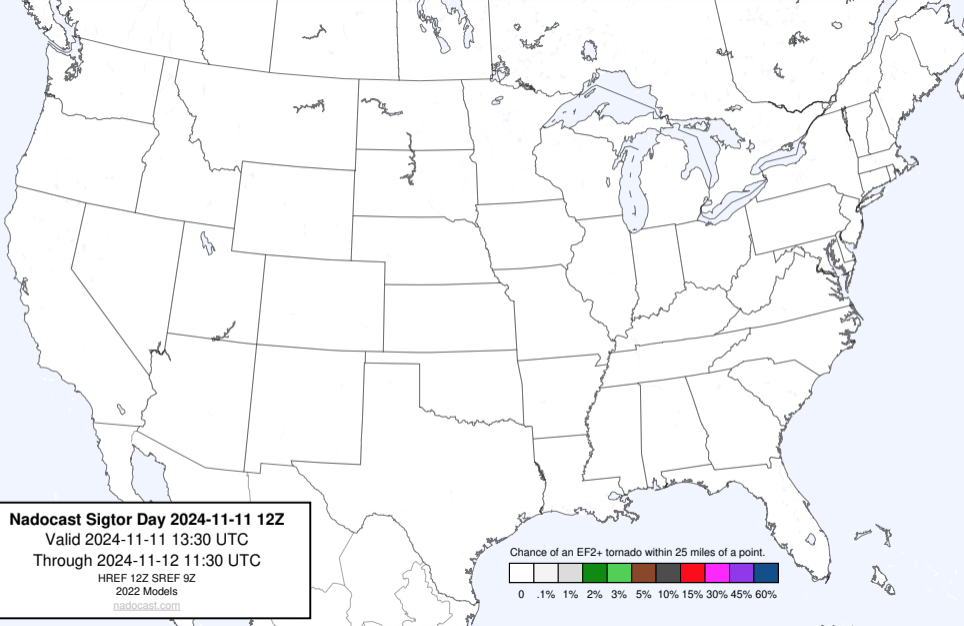 Nadocast Sigtor Day 2024-11-11 12Z
Valid 2024-11-11 13:30 UTC
Through 2024-11-12 11:30 UTC
HREF 12Z SREF 9Z
2022 Models
nadocast.com
Chance of an EF2+ tornado within 25 miles of a point.
0 .1% 1% 2% 3% 5% 10% 15% 30% 45% 60%